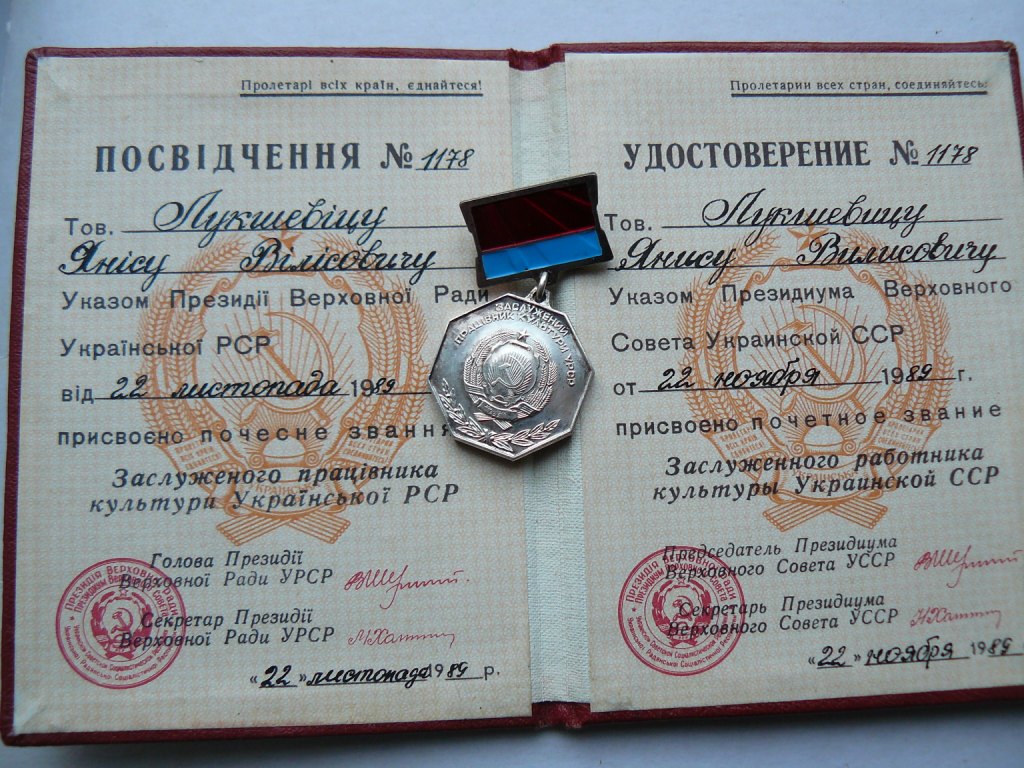 Пролетарі всіх країн, єднайтеся!
ПОСВІДЧЕННЯ № 1178
Тов. Лукшевіцу
Янісу Вілісовичу
Указом Президії Верховної Ради
Української РСР
від 22 листопада 1989
присвоєно почесне звання
Заслуженого працівника
культури Української РСР
Голова Президії
Верховної Ради УРСР
Секретар Президії
Верховної Ради УРСР
«22» листопада 1989 р.
ЗАСЛУЖЕНИЙ
ПРАЦІВНИК КУЛЬТУРИ УРСР
Пролетарии всех стран, соединяйтесь
УДОСТОВЕРЕНИЕ № 1178
Тов. Лукшевицу
Янису Вилисовичу
Указом Президиума Верховного
Совета Украинской ССР
от 22 ноября 1989 г.
присвоено почетное звание
Заслуженного работника
культуры Украинской ССР
Председатель Президиума
Верховного Совета УССР
Секретарь Президиума
Верховного Совета УССР
«22» ноября 1989